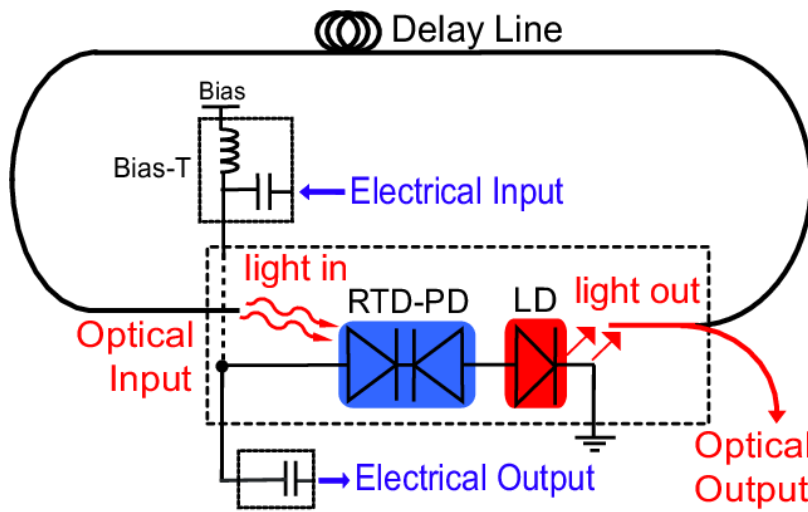 Delay Line
Bias
Bias-T
Electrical Input
light in
RTD-PD
LD
light out
Optical
Input
Electrical Output
Optical
Output